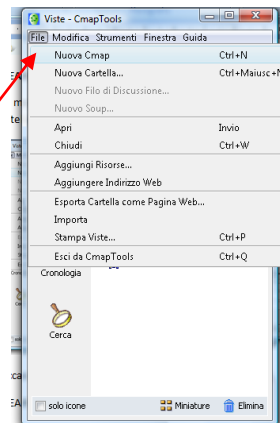 Viste - CmapTools
File Modifica Strumenti Finestra Guida
Nuova Cmap Ctrl+N
Nuova Cartella... Ctrl+Maiusc+N
Nuovo Filo di Discussione...
Nuovo Soup...
Apri Invio
Chiudi Ctrl+W
Aggiungi Risorse...
Aggiungere Indirizzo Web
Esporta Cartella come Pagina Web...
Importa
Stampa Viste... Ctrl+P
Esci da CmapTools Ctrl+Q
Cronologia
Cerca
solo icone Miniature Elimina